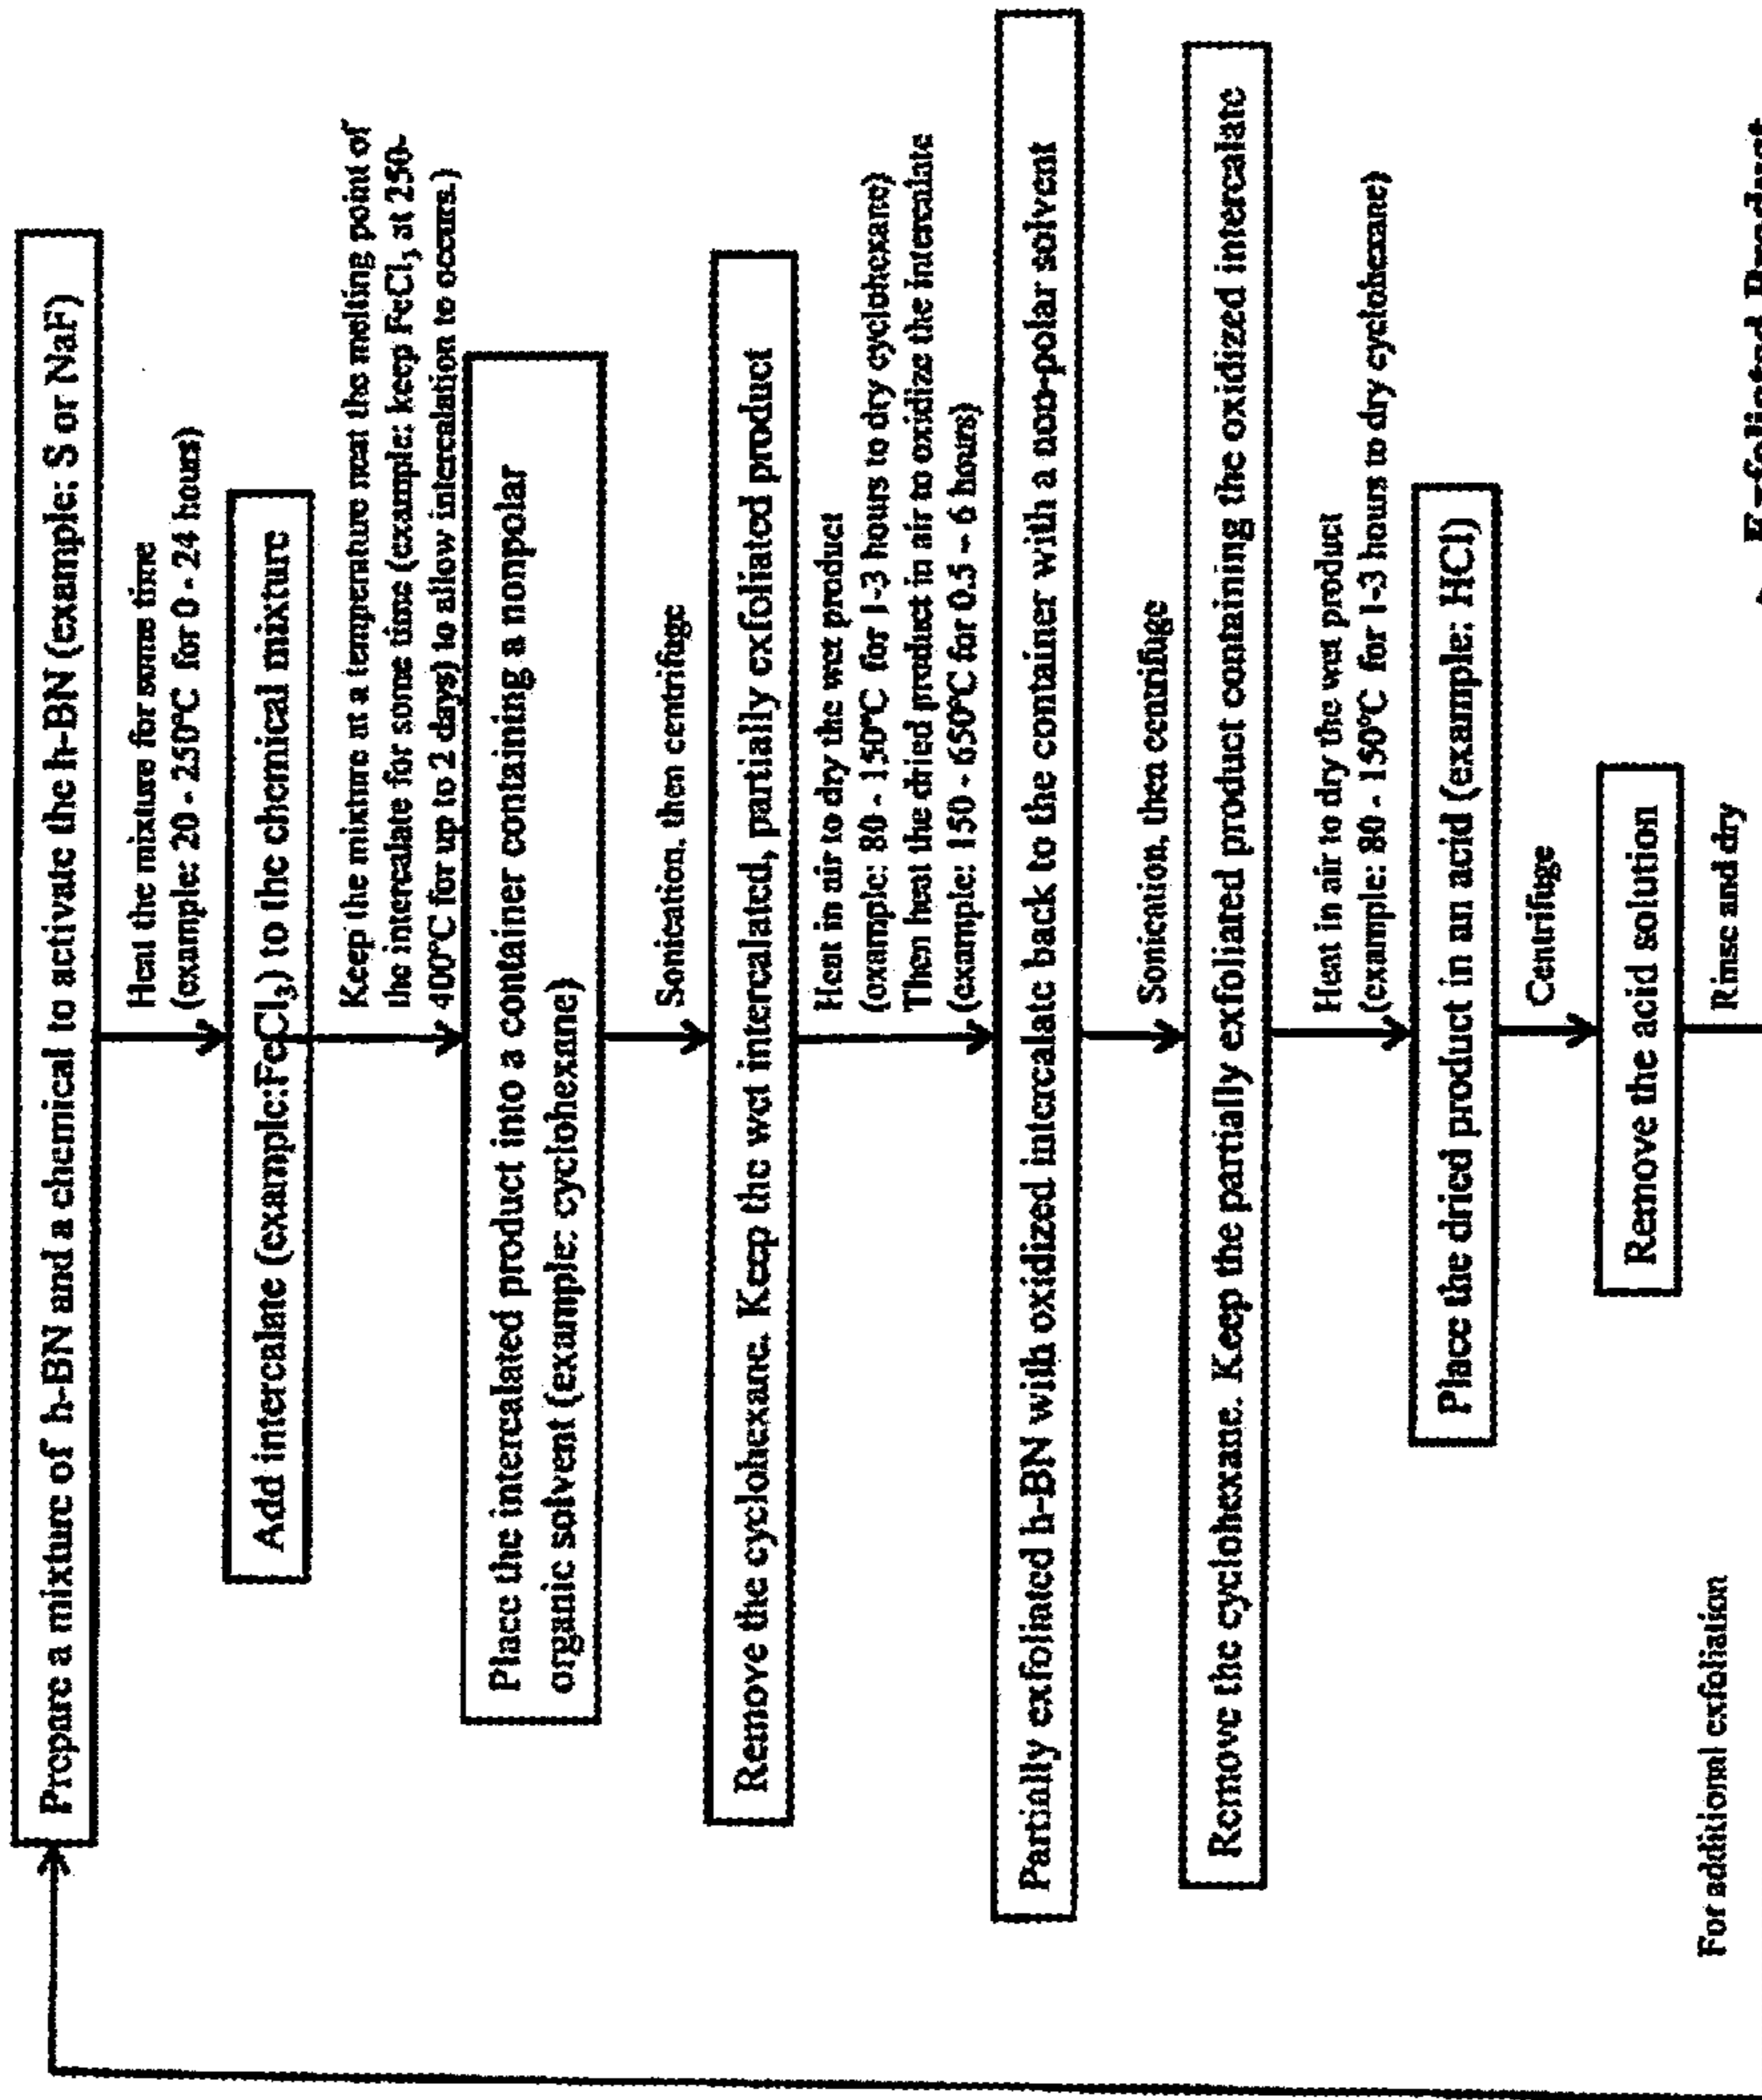 Prepare a mixture of h-BN and a chemical to activate the h-BN (example: S or NaF)
Heat the mixture for some time
(example: 20 - 250°C for 0 - 24 hours)
Add intercalate (example:FeCl₃) to the chemical mixture
Keep the mixture at a temperature neat the melting point of
the intercalate for some time (example: keep FeCl₃ at 250-
400°C for up to 2 days) to allow intercalation to occurs.)
Place the intercalated product into a container containing a nonpolar
organic solvent (example: cyclohexane)
Sonication, then centrifuge
Remove the cyclohexane. Keep the wet intercalated, partially exfoliated product
Heat in air to dry the wet product
(example: 80 - 150°C for 1-3 hours to dry cyclohexane)
Then heat the dried product in air to oxidize the intercalate
(example: 150 - 650°C for 0.5 - 6 hours)
Partially exfoliated h-BN with oxidized intercalate back to the container with a non-polar solvent
Sonication, then centrifuge
Remove the cyclohexane. Keep the partially exfoliated product containing the oxidized intercalate
Heat in air to dry the wet product
(example: 80 - 150°C for 1-3 hours to dry cyclohexane)
Place the dried product in an acid (example: HCl)
Centrifuge
Remove the acid solution
Rinse and dry
For additional exfoliation
Exfoliated Product